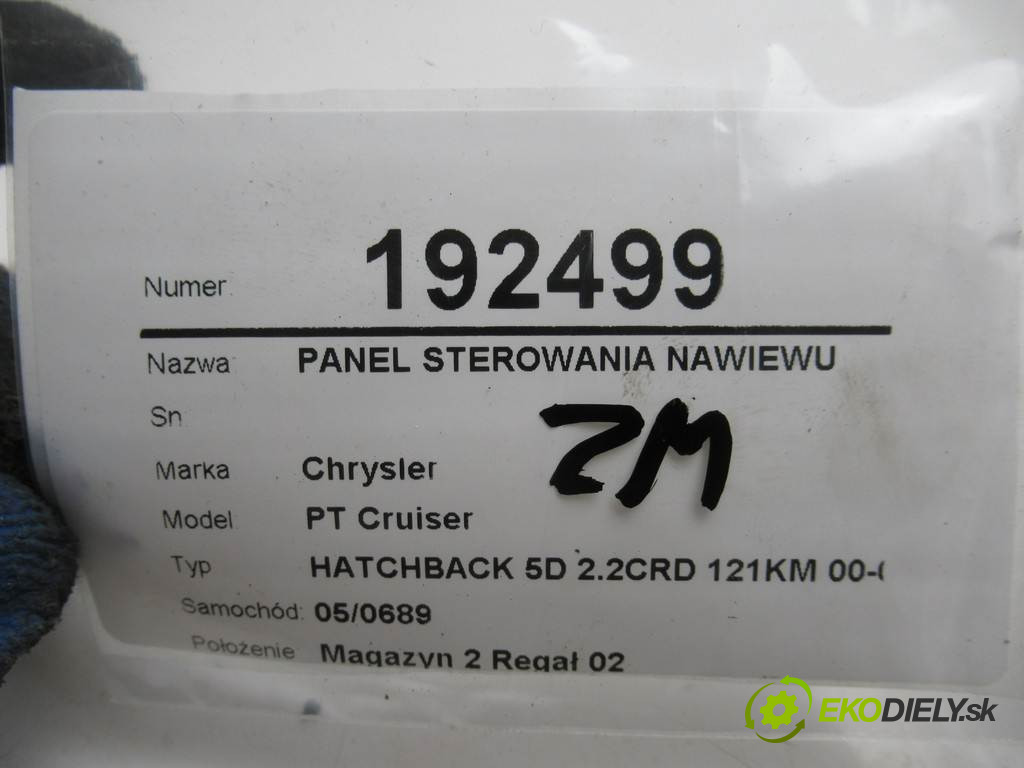 Numer 192499
Nazwa PANEL STEROWANIA NAWIEWU
Sn
ZM
Marka Chrysler
Model PT Cruiser
Typ HATCHBACK 5D 2.2CRD 121KM 00-
Samochód: 05/0689
Położenie Magazyn 2 Regał 02
EKODIELY.sk